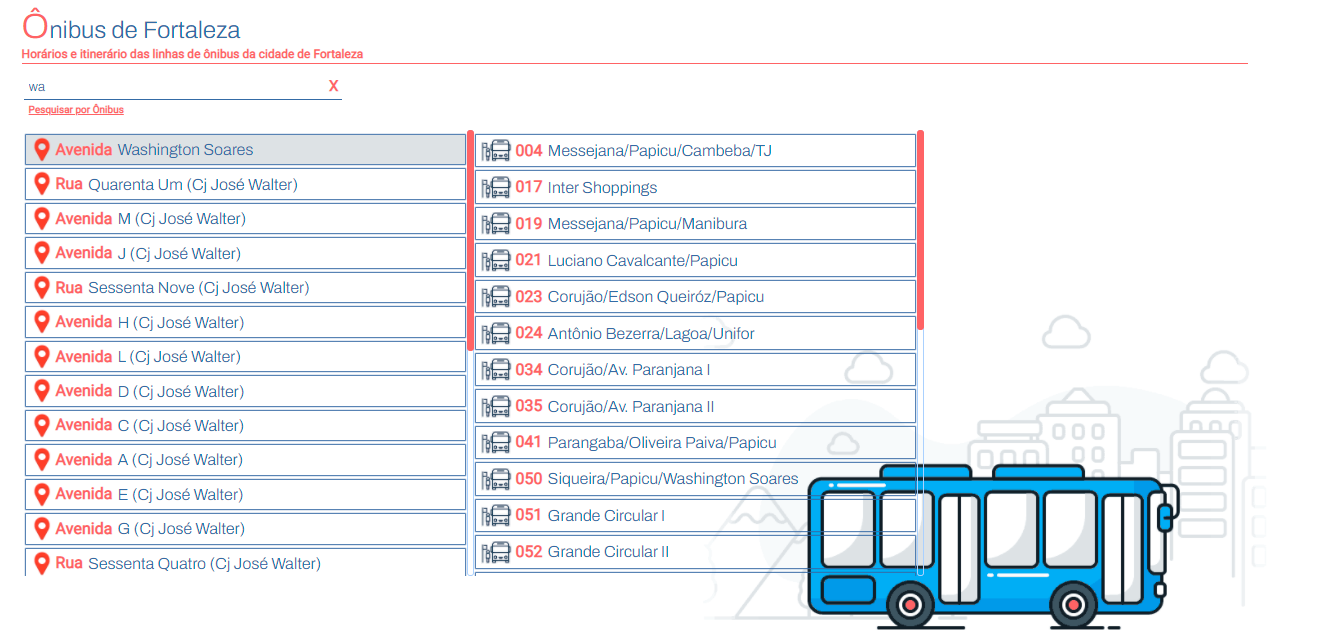 Ônibus de Fortaleza
Horários e itinerário das linhas de ônibus da cidade de Fortaleza
wa X
Pesquisar por Ônibus
Avenida Washington Soares
Rua Quarenta Um (Cj José Walter)
Avenida M (Cj José Walter)
Avenida J (Cj José Walter)
Rua Sessenta Nove (Cj José Walter)
Avenida H (Cj José Walter)
Avenida L (Cj José Walter)
Avenida D (Cj José Walter)
Avenida C (Cj José Walter)
Avenida A (Cj José Walter)
Avenida E (Cj José Walter)
Avenida G (Cj José Walter)
Rua Sessenta Quatro (Cj José Walter)
004 Messejana/Papicu/Cambeba/TJ
017 Inter Shoppings
019 Messejana/Papicu/Manibura
021 Luciano Cavalcante/Papicu
023 Corujão/Edson Queiróz/Papicu
024 Antônio Bezerra/Lagoa/Unifor
034 Corujão/Av. Paranjana I
035 Corujão/Av. Paranjana II
041 Parangaba/Oliveira Paiva/Papicu
050 Siqueira/Papicu/Washington Soares
051 Grande Circular I
052 Grande Circular II